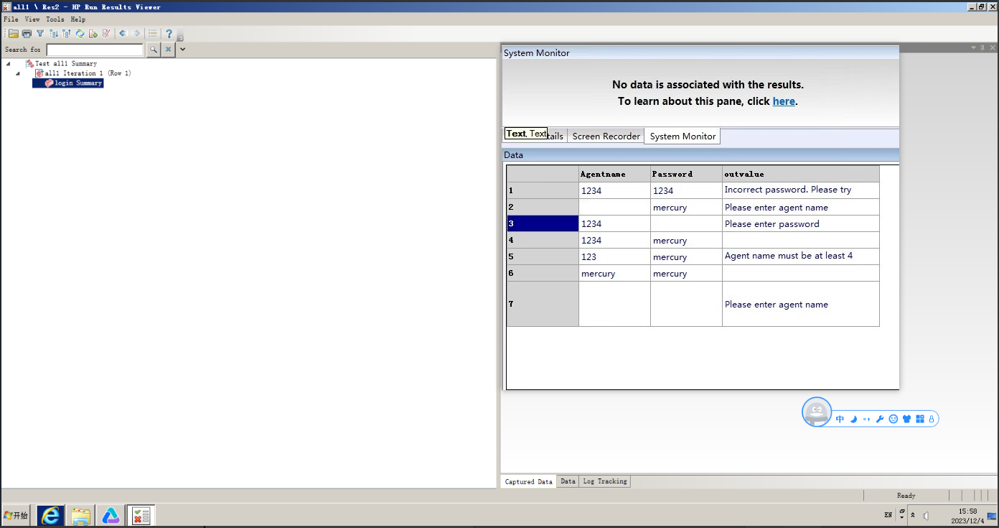 all1 \ Res2 - HP Run Results Viewer
File View Tools Help
Search for
Test all1 Summary
all1 Iteration 1 (Row 1)
login Summary
System Monitor
No data is associated with the results.
To learn about this pane, click here.
Text, Text tails Screen Recorder System Monitor
Data
Agentname Password outvalue
1 1234 1234 Incorrect password. Please try
2 mercury Please enter agent name
3 1234 Please enter password
4 1234 mercury
5 123 mercury Agent name must be at least 4
6 mercury mercury
7 Please enter agent name
中
Captured Data Data Log Tracking
Ready
开始
EN
15:58
2023/12/4